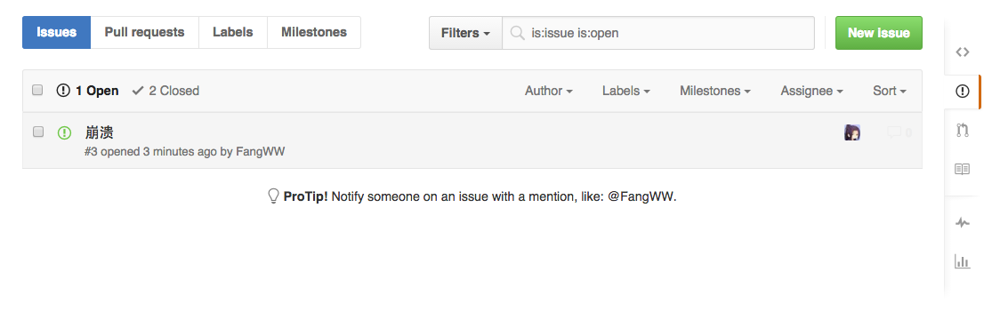 Issues Pull requests Labels Milestones Filters is:issue is:open New issue
1 Open 2 Closed Author Labels Milestones Assignee Sort
崩溃
#3 opened 3 minutes ago by FangWW
0
ProTip! Notify someone on an issue with a mention, like: @FangWW.